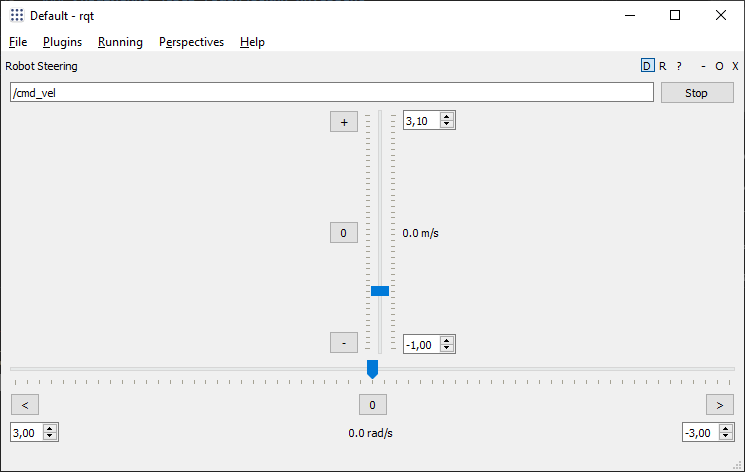 Default - rqt
File Plugins Running Perspectives Help
Robot Steering D R ? - O X
/cmd_vel Stop
+ 3,10
0 0.0 m/s
- -1,00
< 0 >
3,00 0.0 rad/s -3,00